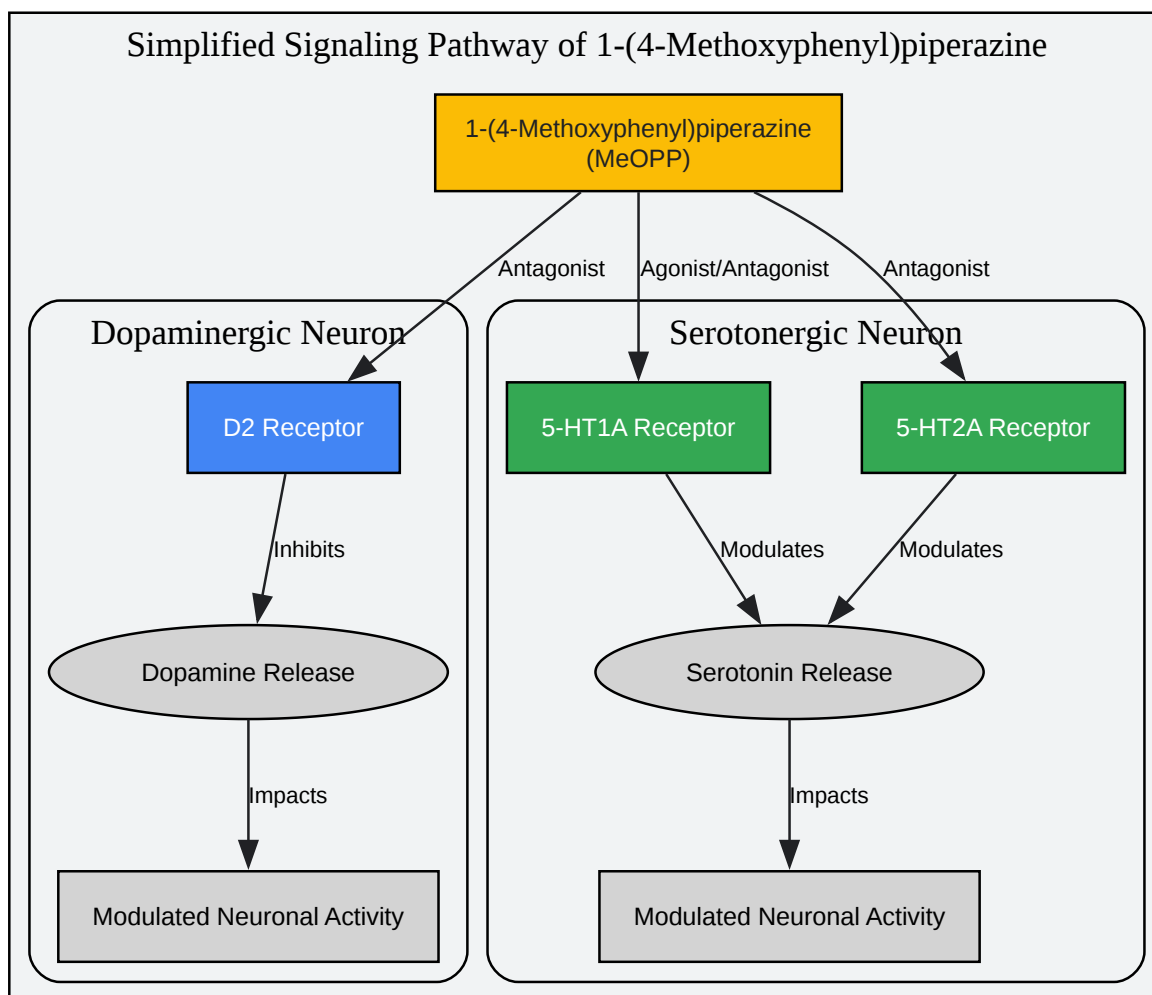 Simplified Signaling Pathway of 1-(4-Methoxyphenyl)piperazine
1-(4-Methoxyphenyl)piperazine
(MeOPP)
Antagonist
Agonist/Antagonist
Antagonist
Dopaminergic Neuron
Serotonergic Neuron
D2 Receptor
5-HT1A Receptor
5-HT2A Receptor
Inhibits
Modulates
Modulates
Dopamine Release
Serotonin Release
Impacts
Impacts
Modulated Neuronal Activity
Modulated Neuronal Activity